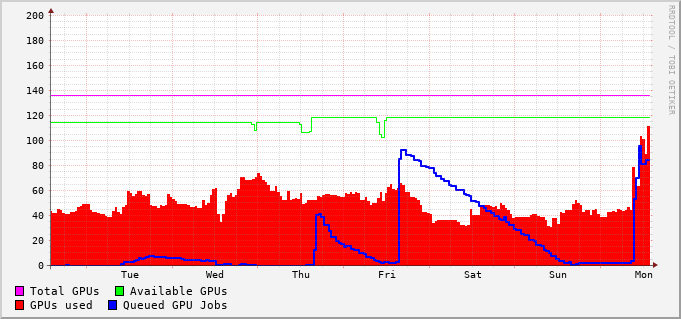 200
180
160
140
120
100
80
60
40
20
0
Tue Wed Thu Fri Sat Sun Mon
Total GPUs Available GPUs
GPUs used Queued GPU Jobs
RRDTOOL / TOBI OETIKER